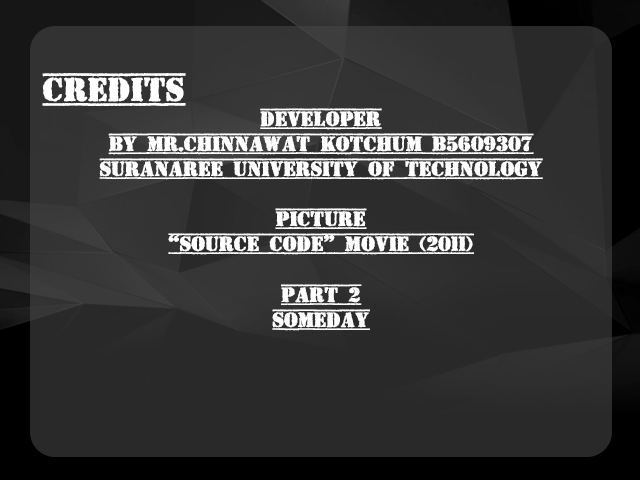 CREDITS
DEVELOPER
BY MR.CHINNAWAT KOTCHUM B5609307
SURANAREE UNIVERSITY OF TECHNOLOGY
PICTURE
“SOURCE CODE” MOVIE (2011)
PART 2
SOMEDAY